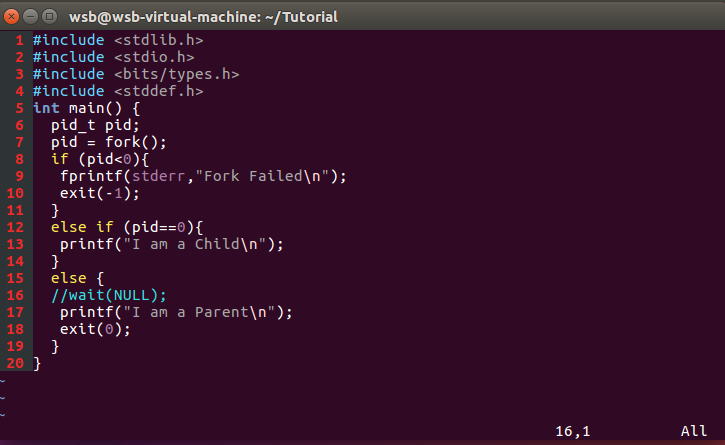 wsb@wsb-virtual-machine: ~/Tutorial
1 #include <stdlib.h>
2 #include <stdio.h>
3 #include <bits/types.h>
4 #include <stddef.h>
5 int main() {
6   pid_t pid;
7   pid = fork();
8   if (pid<0){
9    fprintf(stderr,"Fork Failed\n");
10    exit(-1);
11   }
12   else if (pid==0){
13    printf("I am a Child\n");
14   }
15   else {
16   //wait(NULL);
17    printf("I am a Parent\n");
18    exit(0);
19   }
20 }
~
~
~
16,1 All